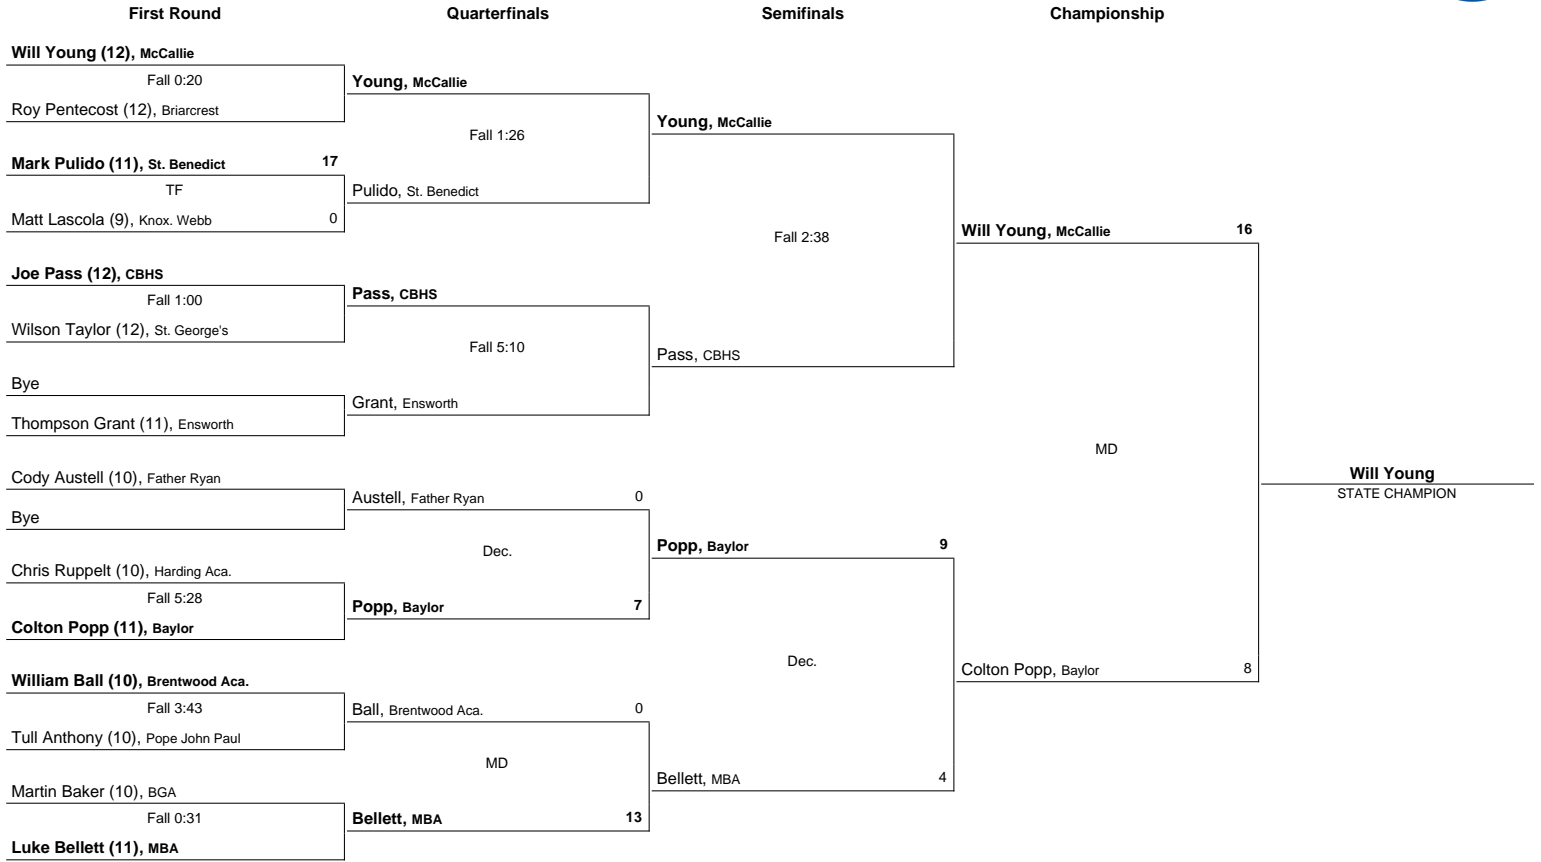 First Round Quarterfinals Semifinals Championship
Will Young (12), McCallie
Fall 0:20
Roy Pentecost (12), Briarcrest
Mark Pulido (11), St. Benedict 17
TF
Matt Lascola (9), Knox. Webb 0
Joe Pass (12), CBHS
Fall 1:00
Wilson Taylor (12), St. George's
Bye
Thompson Grant (11), Ensworth
Cody Austell (10), Father Ryan
Bye
Chris Ruppelt (10), Harding Aca.
Fall 5:28
Colton Popp (11), Baylor
William Ball (10), Brentwood Aca.
Fall 3:43
Tull Anthony (10), Pope John Paul
Martin Baker (10), BGA
Fall 0:31
Luke Bellett (11), MBA
Young, McCallie
Fall 1:26
Pulido, St. Benedict
Pass, CBHS
Fall 5:10
Grant, Ensworth
Austell, Father Ryan 0
Dec.
Popp, Baylor 7
Ball, Brentwood Aca. 0
MD
Bellett, MBA 13
Young, McCallie
Fall 2:38
Pass, CBHS
Popp, Baylor 9
Dec.
Bellett, MBA 4
Will Young, McCallie 16
MD
Colton Popp, Baylor 8
Will Young
STATE CHAMPION